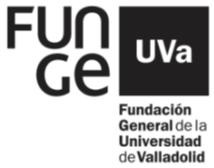 FUN
GE
UVa
Fundación
General de la
Universidad
de Valladolid